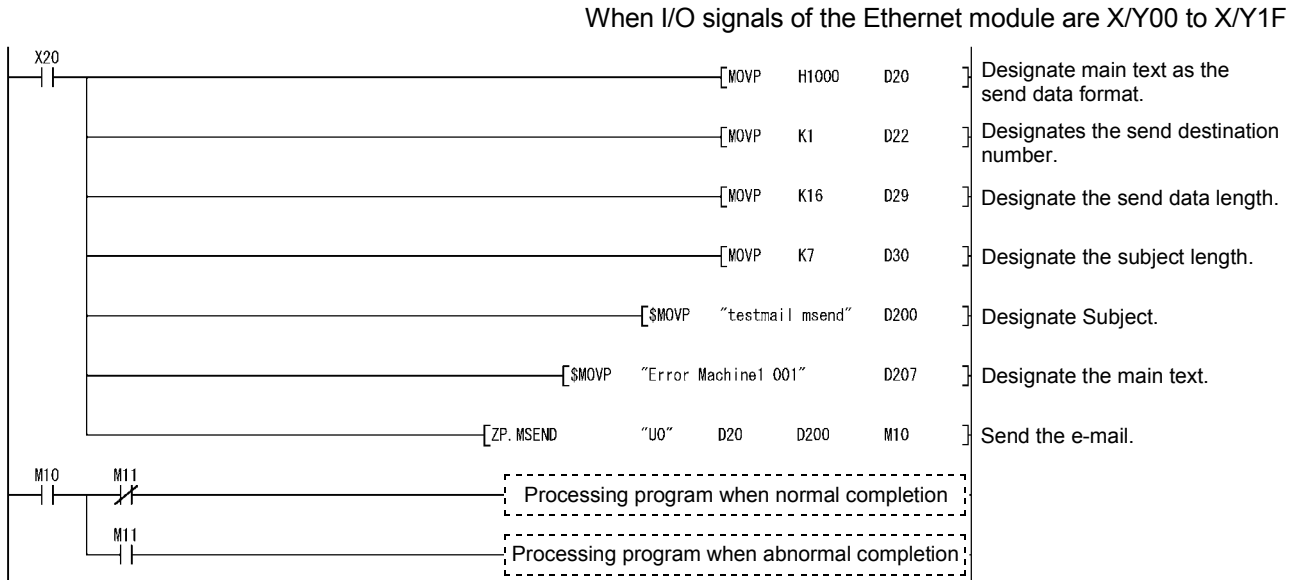 When I/O signals of the Ethernet module are X/Y00 to X/Y1F
X20
MOVP H1000 D20
Designate main text as the
send data format.
MOVP K1 D22
Designates the send destination
number.
MOVP K16 D29
Designate the send data length.
MOVP K7 D30
Designate the subject length.
$MOVP "testmail msend" D200
Designate Subject.
$MOVP "Error Machine1 001" D207
Designate the main text.
ZP.MSEND "U0" D20 D200 M10
Send the e-mail.
M10 M11
Processing program when normal completion
M11
Processing program when abnormal completion